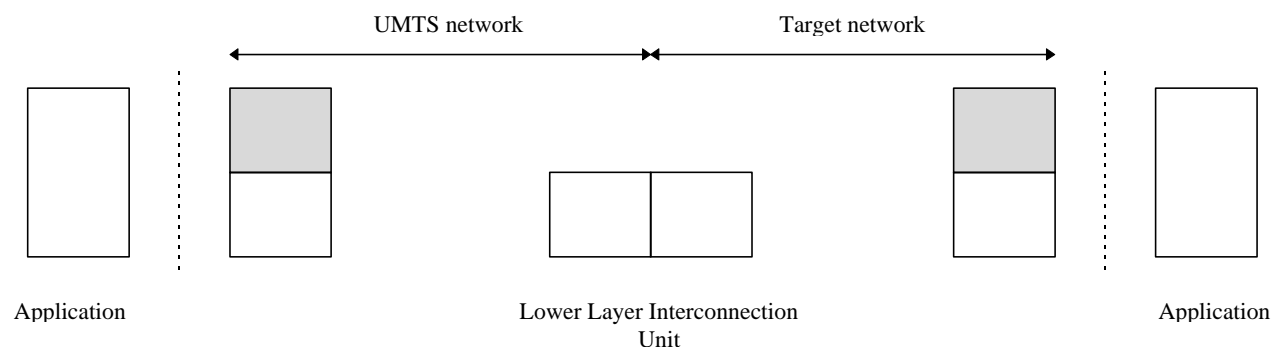 UMTS network
Target network
Application
Lower Layer Interconnection
Unit
Application